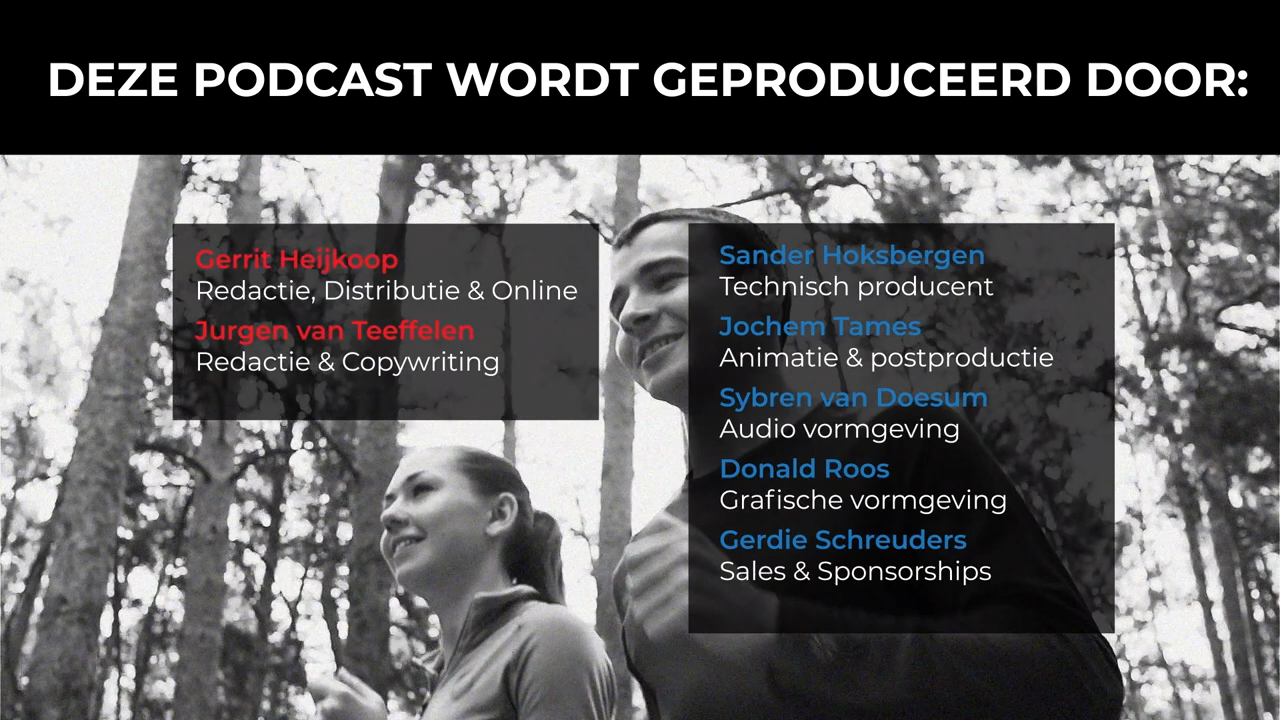 DEZE PODCAST WORDT GEPRODUCEERD DOOR:
Gerrit Heijkoop
Redactie, Distributie & Online
Jurgen van Teeffelen
Redactie & Copywriting
Sander Hoksbergen
Technisch producent
Jochem Tames
Animatie & postproductie
Sybren van Doesum
Audio vormgeving
Donald Roos
Grafische vormgeving
Gerdie Schreuders
Sales & Sponsorships